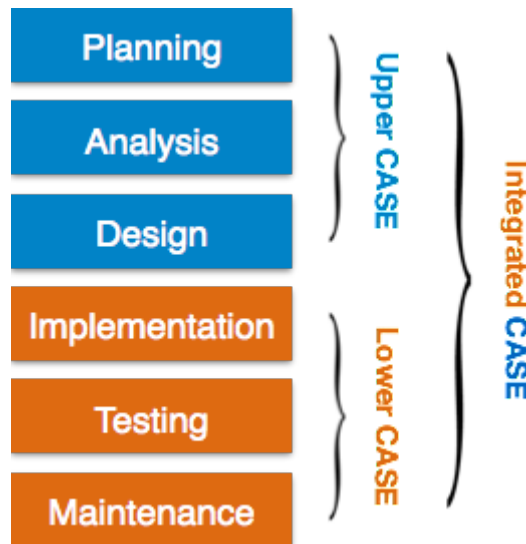 Planning
Analysis
Design
Implementation
Testing
Maintenance
Upper CASE
Lower CASE
Integrated CASE